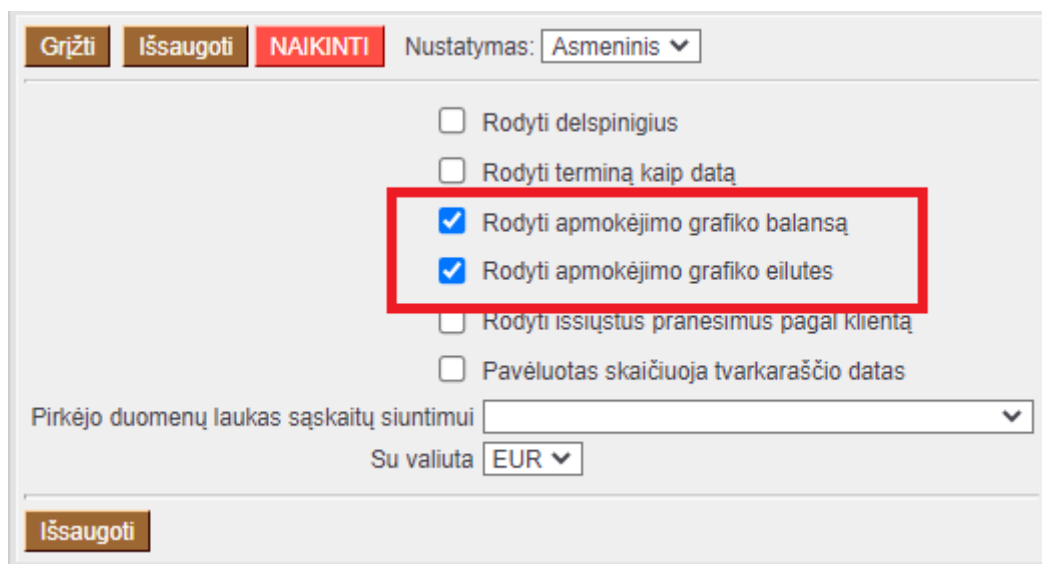 Grįžti Išsaugoti NAIKINTI Nustatymas: Asmeninis
Rodyti delspinigius
Rodyti terminą kaip datą
Rodyti apmokėjimo grafiko balansą
Rodyti apmokėjimo grafiko eilutes
Rodyti išsiųstus pranešimus pagal klientą
Pavėluotas skaičiuoja tvarkaraščio datas
Pirkėjo duomenų laukas sąskaitų siuntimui
Su valiuta EUR
Išsaugoti